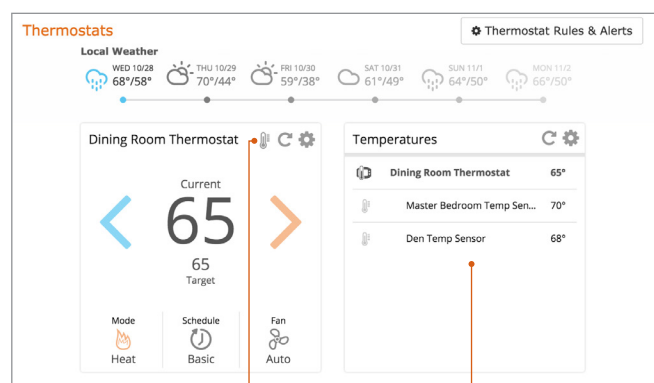 Thermostats
Thermostat Rules & Alerts
Local Weather
WED 10/28
68°/58°
THU 10/29
70°/44°
FRI 10/30
59°/38°
SAT 10/31
61°/49°
SUN 11/1
64°/50°
MON 11/2
66°/50°
Dining Room Thermostat
Current
65
65
Target
Mode
Heat
Schedule
Basic
Fan
Auto
Temperatures
Dining Room Thermostat 65°
Master Bedroom Temp Sen... 70°
Den Temp Sensor 68°